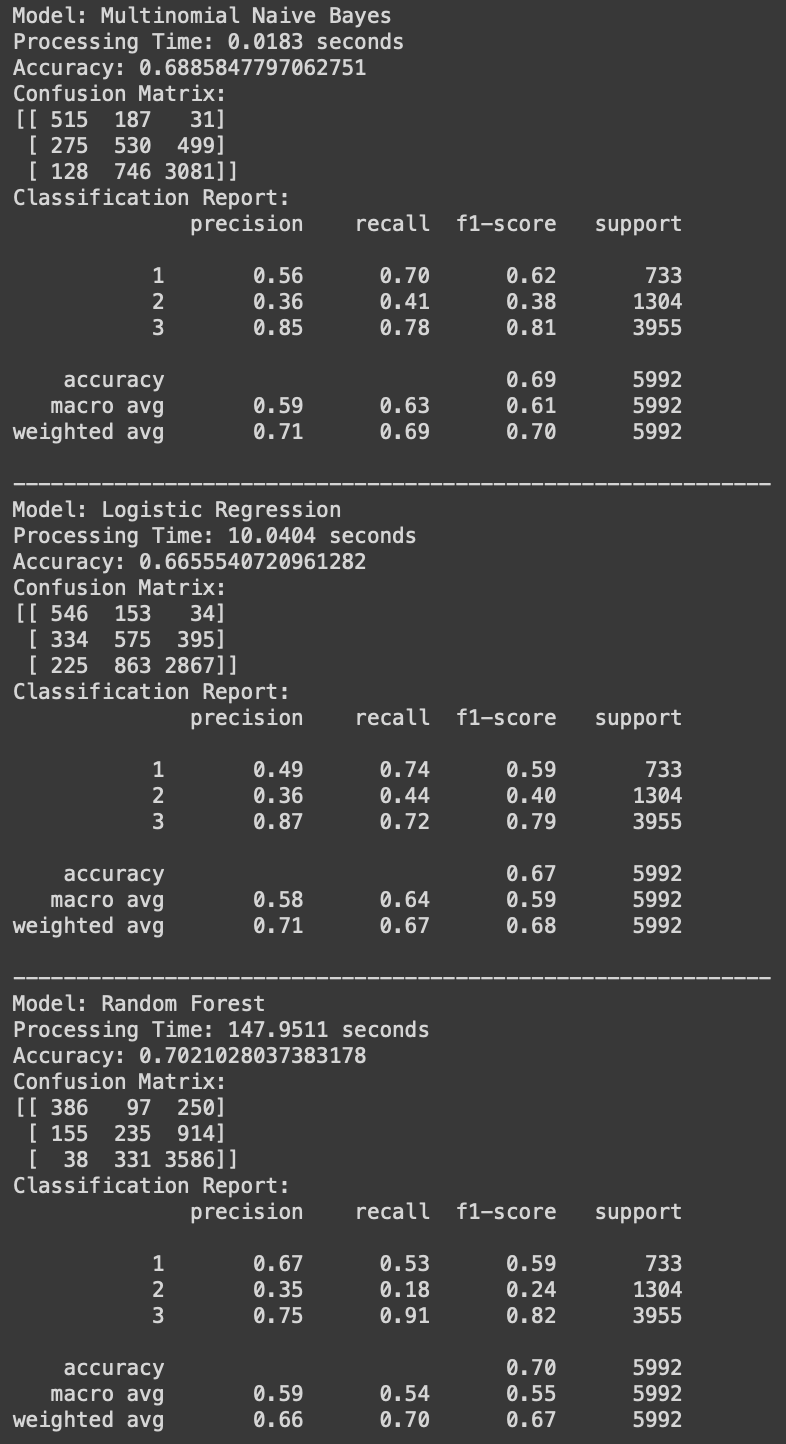 Model: Multinomial Naive Bayes
Processing Time: 0.0183 seconds
Accuracy: 0.6885847797062751
Confusion Matrix:
[[ 515  187   31]
 [ 275  530  499]
 [ 128  746 3081]]
Classification Report:
              precision    recall  f1-score   support

           1       0.56      0.70      0.62       733
           2       0.36      0.41      0.38      1304
           3       0.85      0.78      0.81      3955

    accuracy                           0.69      5992
   macro avg       0.59      0.63      0.61      5992
weighted avg       0.71      0.69      0.70      5992

------------------------------------------------------------
Model: Logistic Regression
Processing Time: 10.0404 seconds
Accuracy: 0.6655540720961282
Confusion Matrix:
[[ 546  153   34]
 [ 334  575  395]
 [ 225  863 2867]]
Classification Report:
              precision    recall  f1-score   support

           1       0.49      0.74      0.59       733
           2       0.36      0.44      0.40      1304
           3       0.87      0.72      0.79      3955

    accuracy                           0.67      5992
   macro avg       0.58      0.64      0.59      5992
weighted avg       0.71      0.67      0.68      5992

------------------------------------------------------------
Model: Random Forest
Processing Time: 147.9511 seconds
Accuracy: 0.7021028037383178
Confusion Matrix:
[[ 386   97  250]
 [ 155  235  914]
 [  38  331 3586]]
Classification Report:
              precision    recall  f1-score   support

           1       0.67      0.53      0.59       733
           2       0.35      0.18      0.24      1304
           3       0.75      0.91      0.82      3955

    accuracy                           0.70      5992
   macro avg       0.59      0.54      0.55      5992
weighted avg       0.66      0.70      0.67      5992